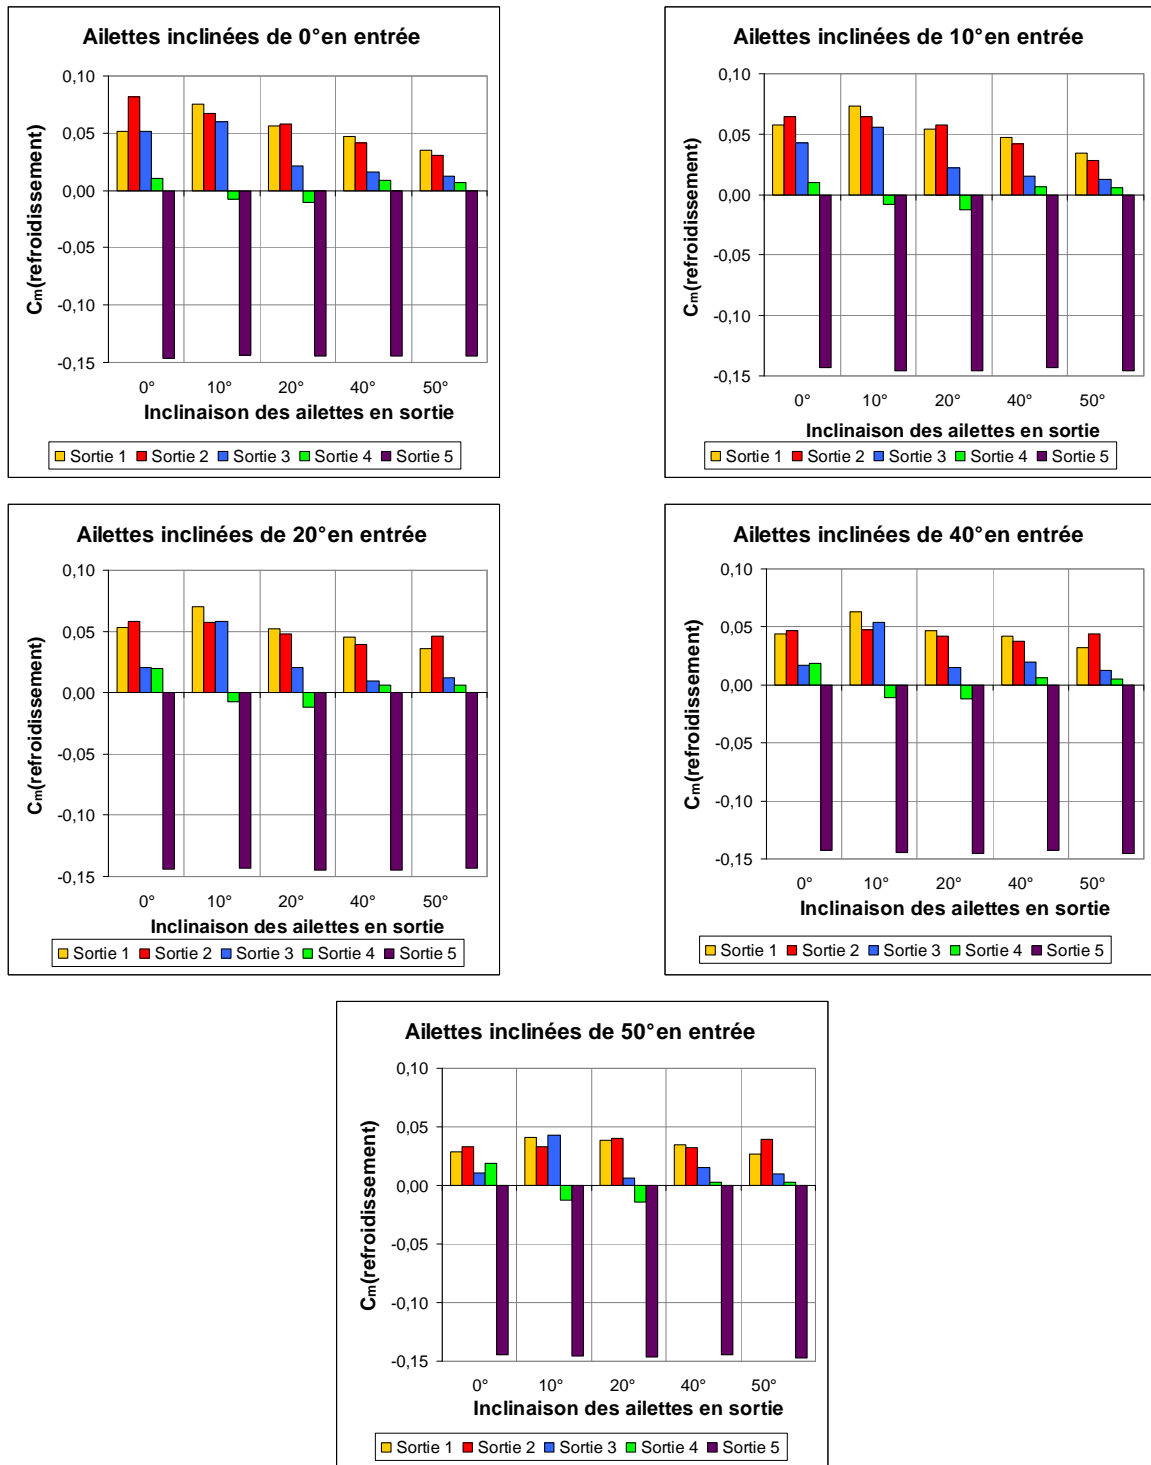 Ailettes inclinées de 0° en entrée
0,10
0,05
0,00
-0,05
-0,10
-0,15
Cm(refroidissement)
0° 10° 20° 40° 50°
Inclinaison des ailettes en sortie
Sortie 1 Sortie 2 Sortie 3 Sortie 4 Sortie 5
Ailettes inclinées de 10° en entrée
0,10
0,05
0,00
-0,05
-0,10
-0,15
Cm(refroidissement)
0° 10° 20° 40° 50°
Inclinaison des ailettes en sortie
Sortie 1 Sortie 2 Sortie 3 Sortie 4 Sortie 5
Ailettes inclinées de 20° en entrée
0,10
0,05
0,00
-0,05
-0,10
-0,15
Cm(refroidissement)
0° 10° 20° 40° 50°
Inclinaison des ailettes en sortie
Sortie 1 Sortie 2 Sortie 3 Sortie 4 Sortie 5
Ailettes inclinées de 40° en entrée
0,10
0,05
0,00
-0,05
-0,10
-0,15
Cm(refroidissement)
0° 10° 20° 40° 50°
Inclinaison des ailettes en sortie
Sortie 1 Sortie 2 Sortie 3 Sortie 4 Sortie 5
Ailettes inclinées de 50° en entrée
0,10
0,05
0,00
-0,05
-0,10
-0,15
Cm(refroidissement)
0° 10° 20° 40° 50°
Inclinaison des ailettes en sortie
Sortie 1 Sortie 2 Sortie 3 Sortie 4 Sortie 5